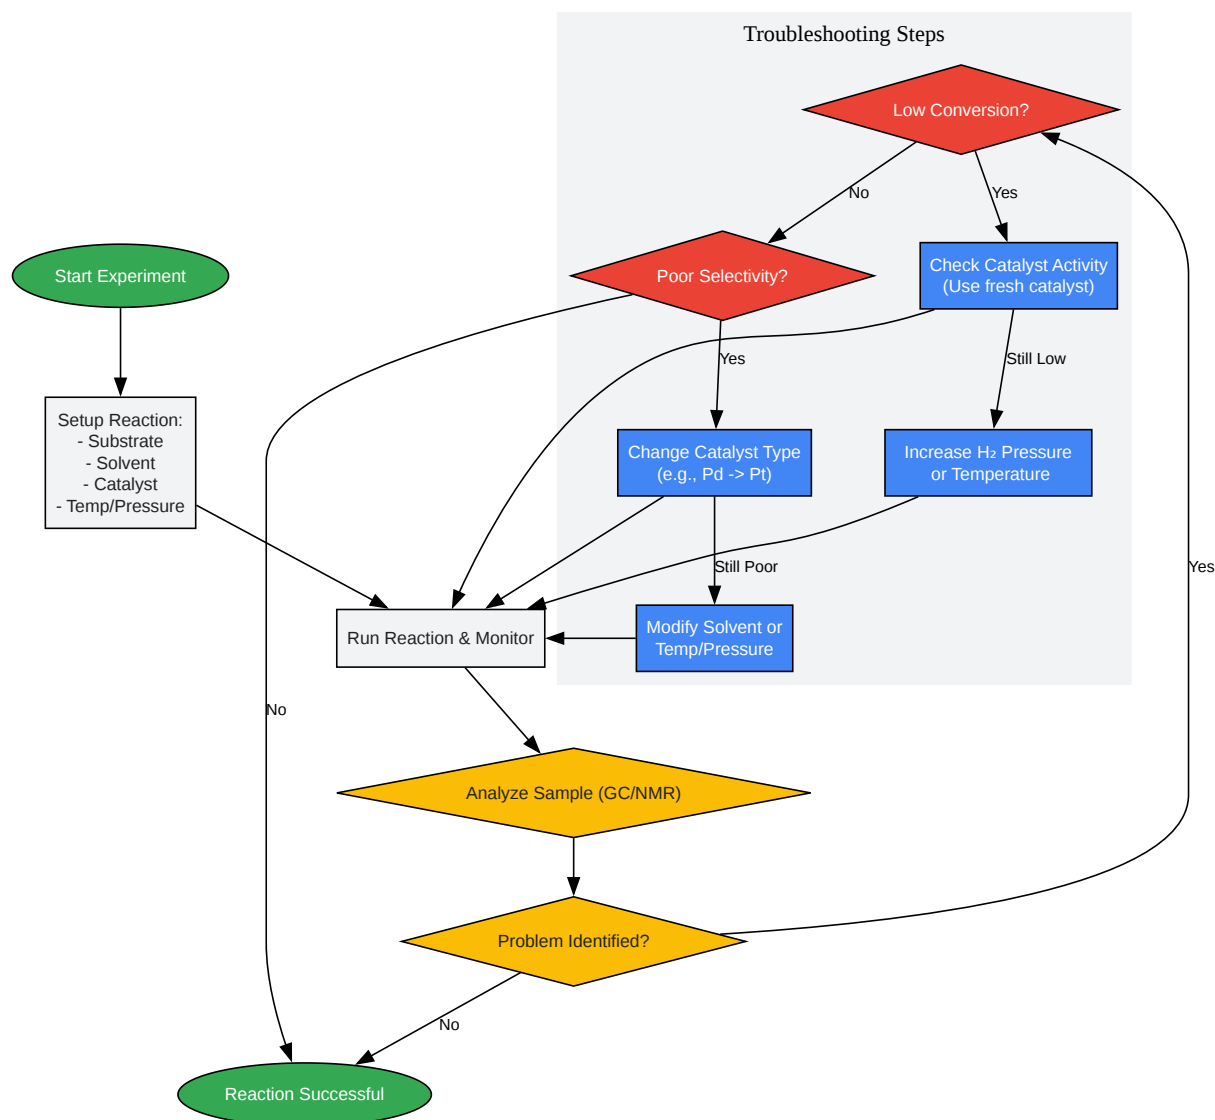 Troubleshooting Steps
Low Conversion?
No
Yes
Start Experiment
Poor Selectivity?
Check Catalyst Activity
(Use fresh catalyst)
Yes
Still Low
Setup Reaction:
- Substrate
- Solvent
- Catalyst
- Temp/Pressure
Change Catalyst Type
(e.g., Pd -> Pt)
Increase H₂ Pressure
or Temperature
Still Poor
Yes
Run Reaction & Monitor
Modify Solvent or
Temp/Pressure
No
Analyze Sample (GC/NMR)
Problem Identified?
No
Reaction Successful